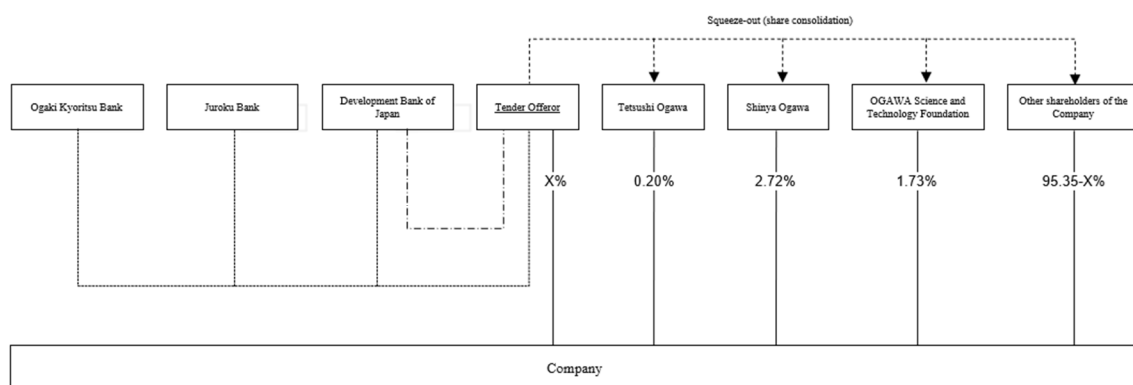 Squeeze-out (share consolidation)
Ogaki Kyoritsu Bank
Juroku Bank
Development Bank of
Japan
Tender Offeror
Tetsushi Ogawa
Shinya Ogawa
OGAWA Science and
Technology Foundation
Other shareholders of the
Company
X%
0.20%
2.72%
1.73%
95.35-X%
Company